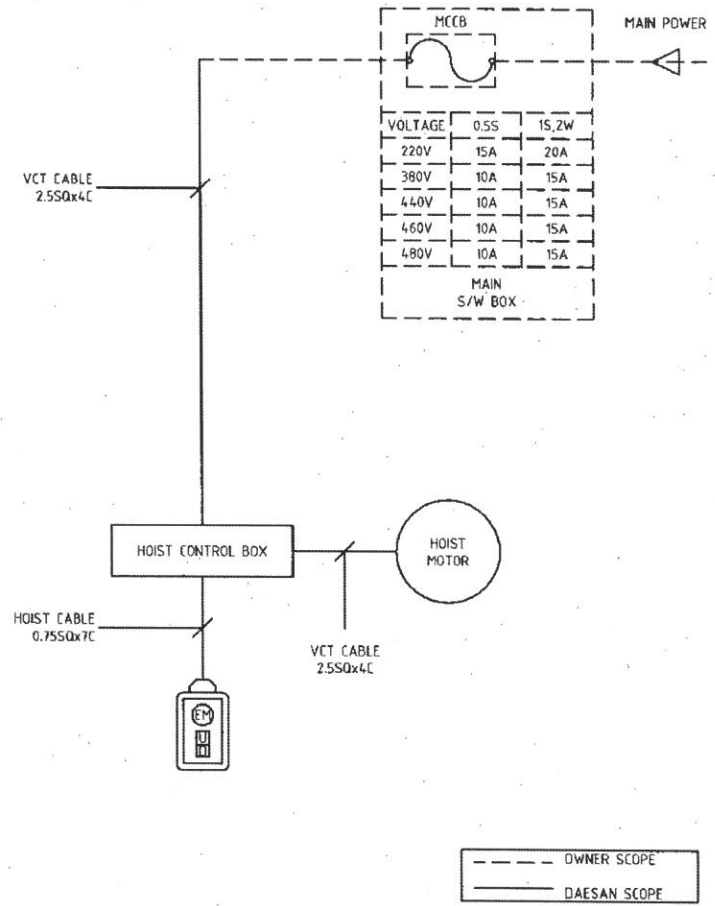 MCCB
MAIN POWER
VOLTAGE 0.5S 1S,2W
220V 15A 20A
380V 10A 15A
440V 10A 15A
460V 10A 15A
480V 10A 15A
MAIN
S/W BOX
VCT CABLE
2.5SQx4C
HOIST CONTROL BOX
HOIST
MOTOR
HOIST CABLE
0.75SQx7C
VCT CABLE
2.5SQx4C
EM
U
D
OWNER SCOPE
DAESAN SCOPE